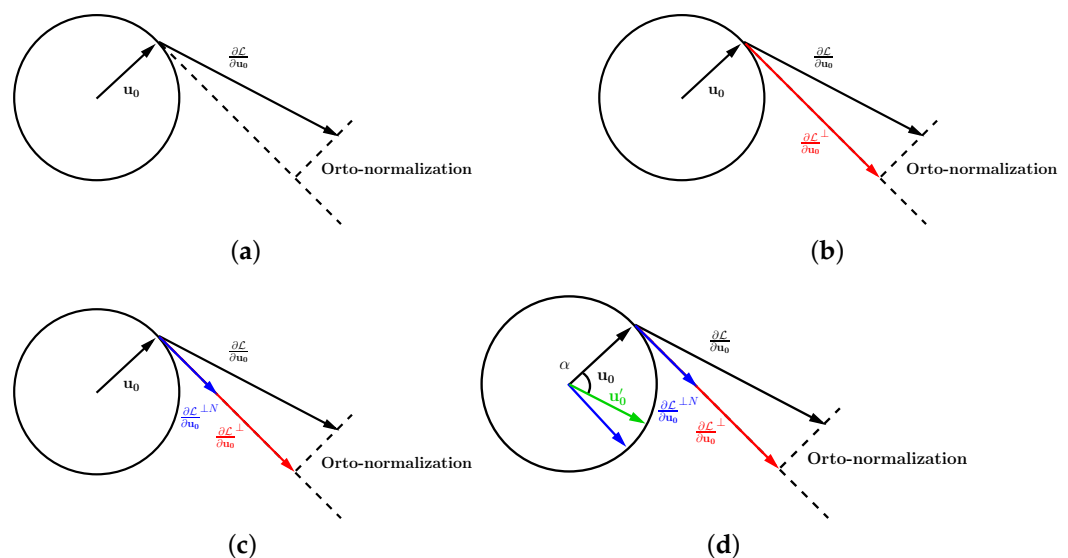 ∂ℒ/∂u₀
u₀
Orto-normalization
(a)
∂ℒ/∂u₀
u₀
∂ℒ/∂u₀ ⊥
Orto-normalization
(b)
∂ℒ/∂u₀
u₀
∂ℒ/∂u₀ ⊥N
∂ℒ/∂u₀ ⊥
Orto-normalization
(c)
∂ℒ/∂u₀
α
u₀
u₀′
∂ℒ/∂u₀ ⊥N
∂ℒ/∂u₀ ⊥
Orto-normalization
(d)